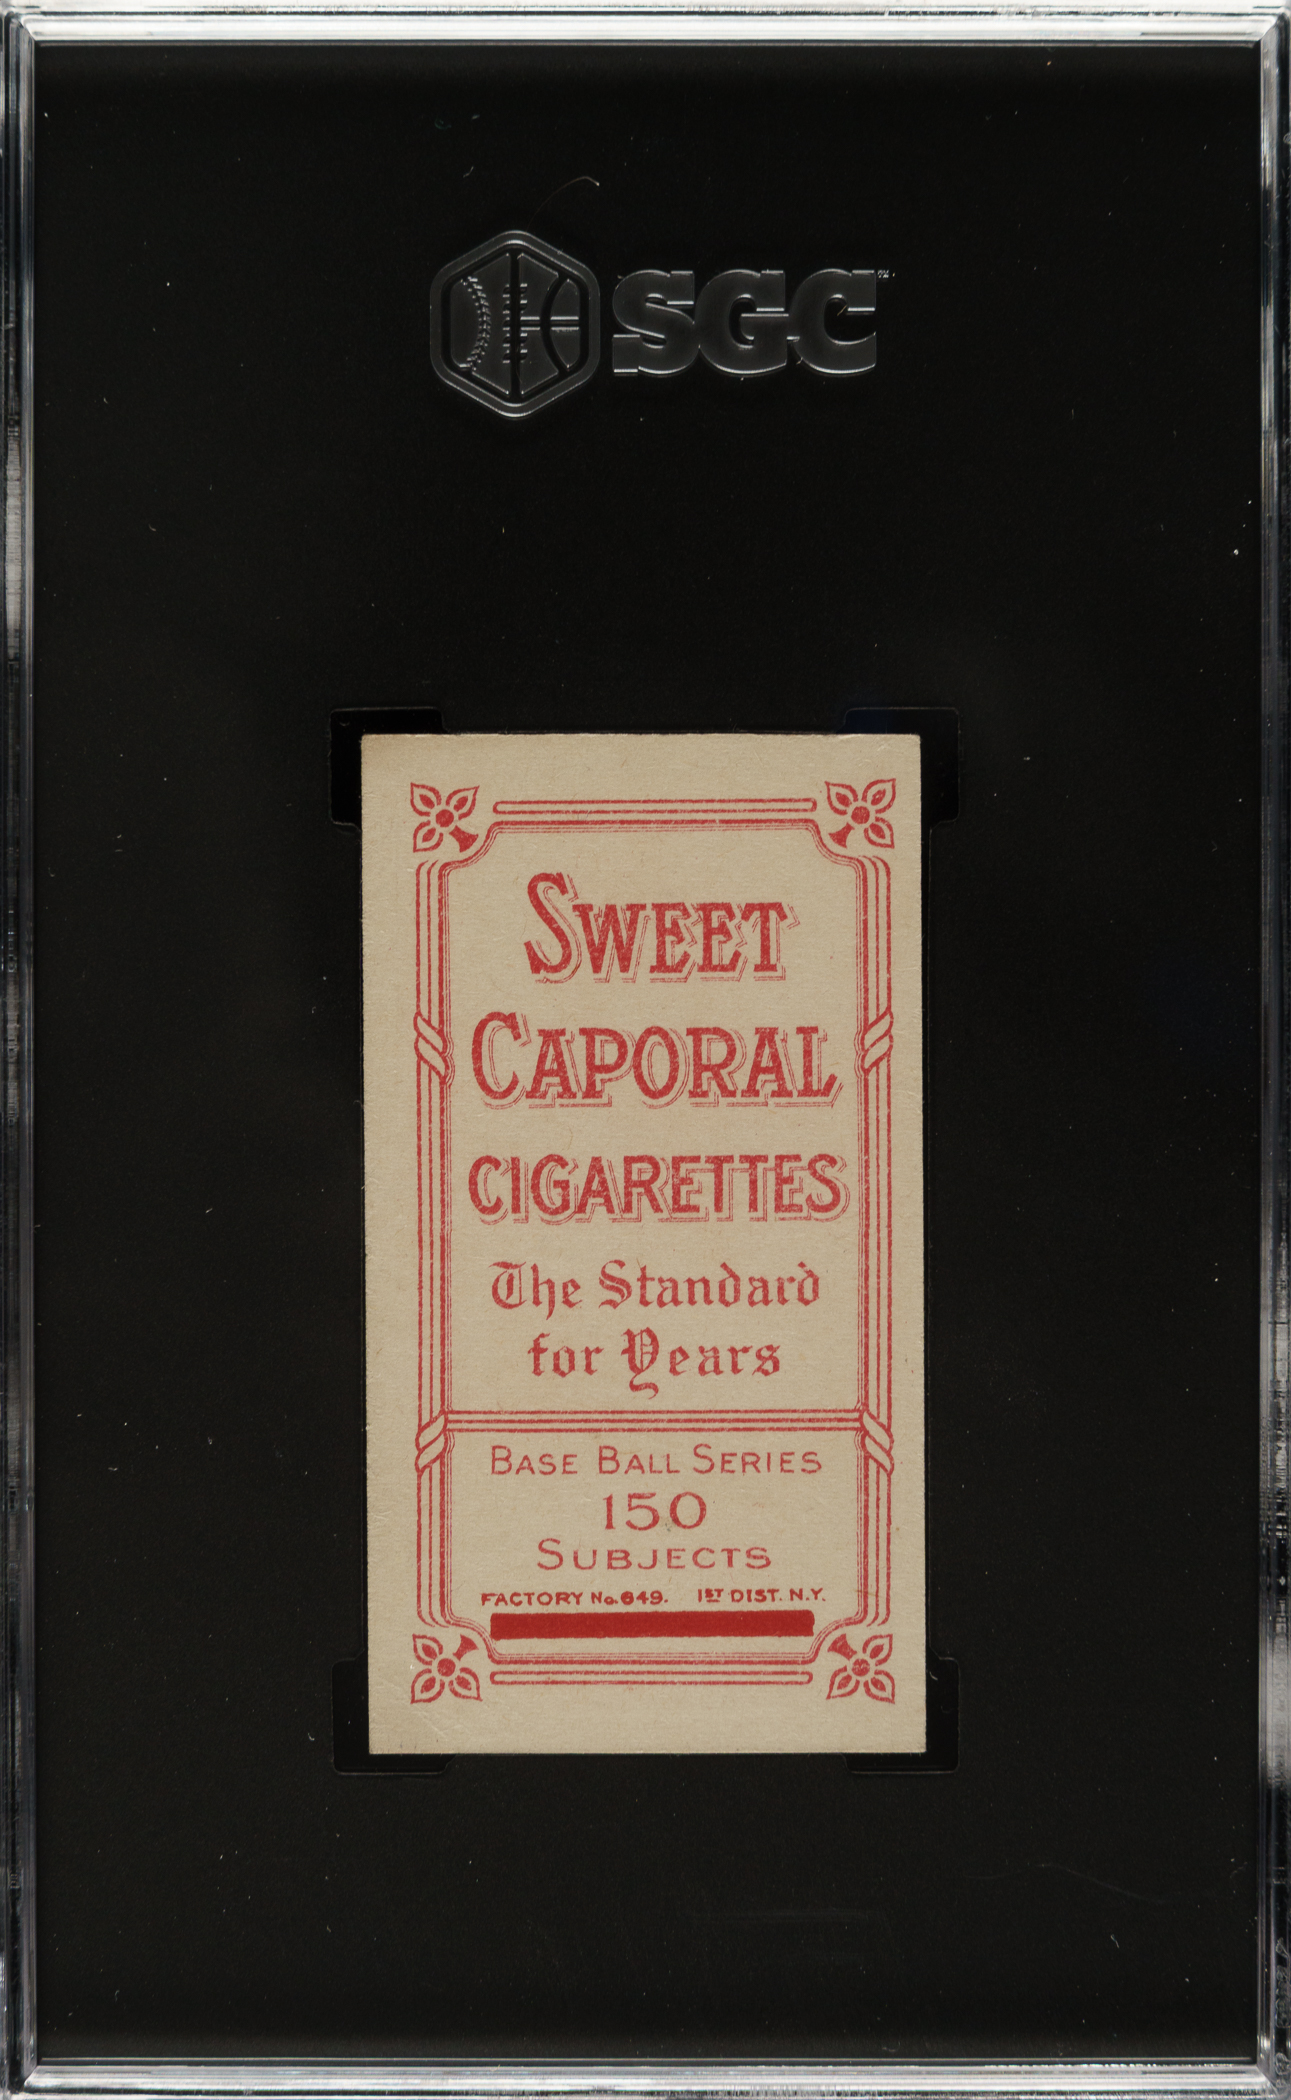 SGC
SWEET
CAPORAL
CIGARETTES
The Standard
for Years
BASE BALL SERIES
150
SUBJECTS
FACTORY No. 649. 1ST DIST. N.Y.